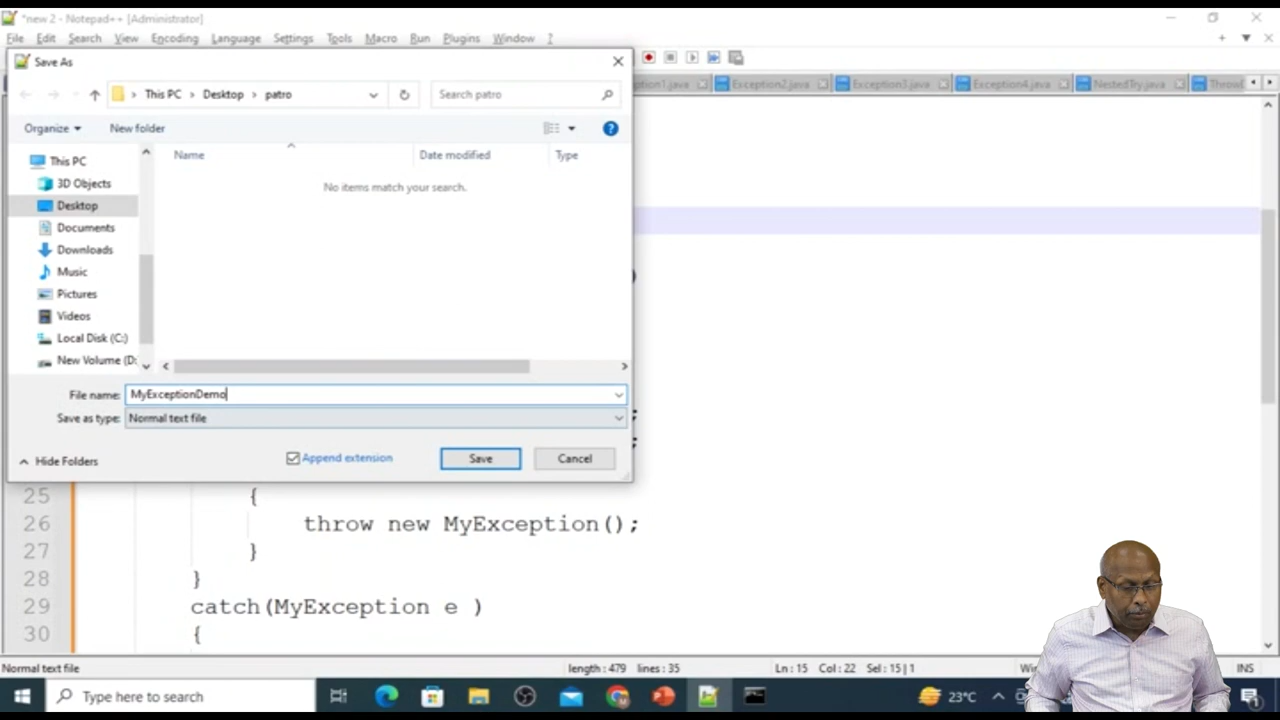 *new 2 - Notepad++ [Administrator]
File Edit Search View Encoding Language Settings Tools Macro Run Plugins Window ?
Save As
This PC > Desktop > patro
Search patro
Organize New folder
Exception2.java Exception3.java Exception4.java NestedTry.java
Name Date modified Type
No items match your search.
This PC
3D Objects
Desktop
Documents
Downloads
Music
Pictures
Videos
Local Disk (C:)
New Volume (D:
File name: MyExceptionDemo
Save as type: Normal text file
Hide Folders
Append extension
Save
Cancel
25 {
26 throw new MyException();
27 }
28 }
29 catch(MyException e )
30 {
Normal text file length : 479 lines : 35 Ln : 15 Col : 22 Sel : 15 | 1 INS
Type here to search
23°C